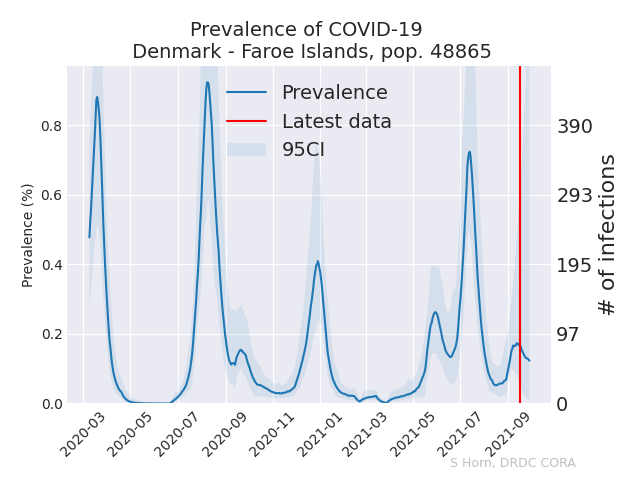 Prevalence of COVID-19
Denmark - Faroe Islands, pop. 48865
Prevalence
Latest data
95CI
Prevalence (%)
0.8
0.6
0.4
0.2
0.0
# of infections
390
293
195
97
0
2020-03
2020-05
2020-07
2020-09
2020-11
2021-01
2021-03
2021-05
2021-07
2021-09
S Horn, DRDC CORA